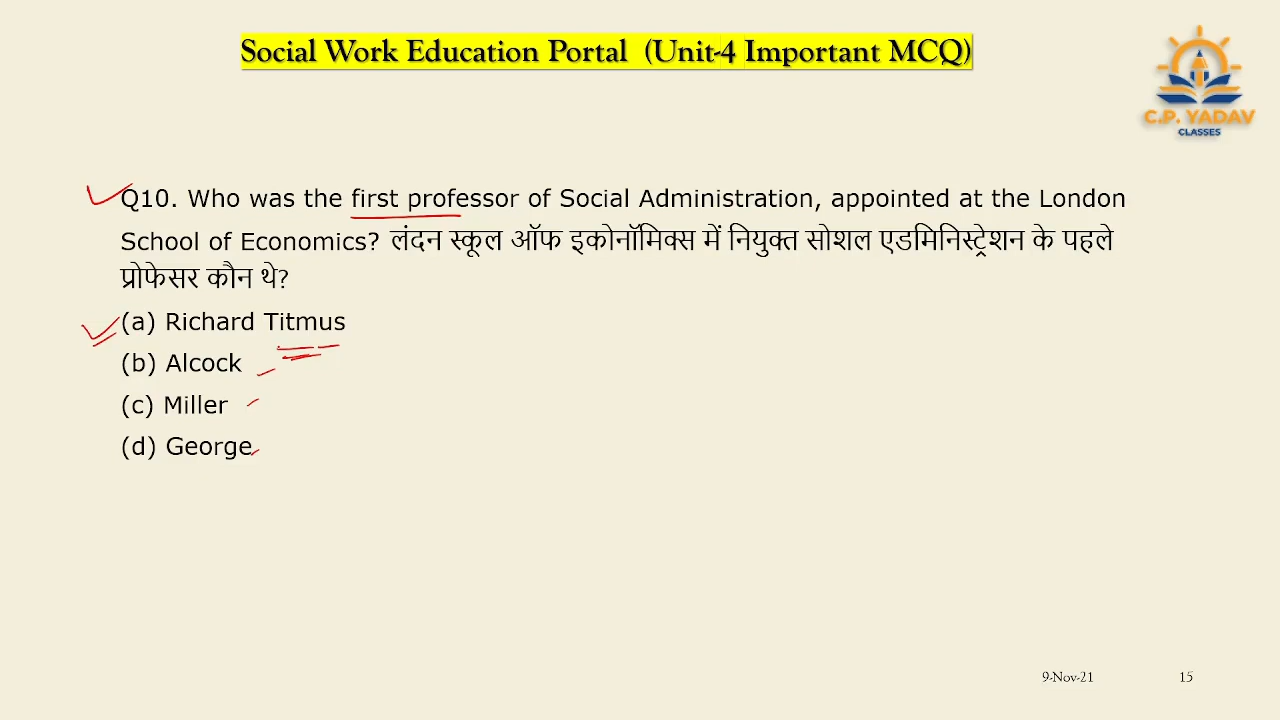 Social Work Education Portal (Unit-4 Important MCQ)
C.P. YADAV
CLASSES
Q10. Who was the first professor of Social Administration, appointed at the London
School of Economics? लंदन स्कूल ऑफ इकोनॉमिक्स में नियुक्त सोशल एडमिनिस्ट्रेशन के पहले
प्रोफेसर कौन थे?
(a) Richard Titmus
(b) Alcock
(c) Miller
(d) George
9-Nov-21 15